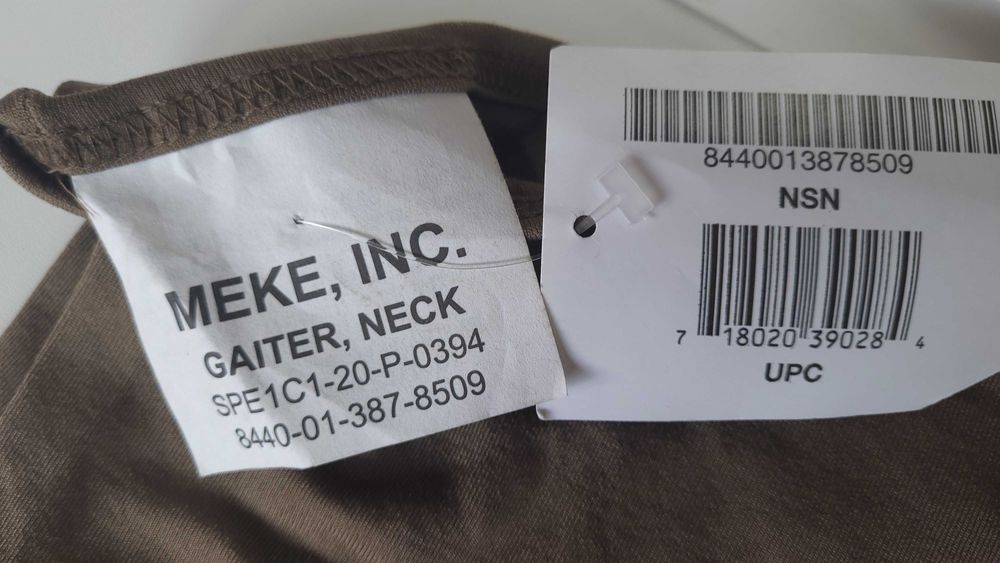 MEKE, INC.
GAITER, NECK
SPE1C1-20-P-0394
8440-01-387-8509
8440013878509
NSN
7 18020 39028 4
UPC